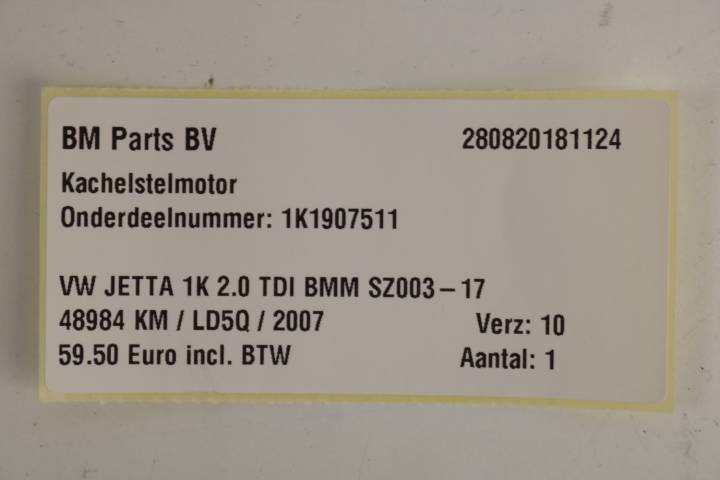 BM Parts BV 280820181124
Kachelstelmotor
Onderdeelnummer: 1K1907511
VW JETTA 1K 2.0 TDI BMM SZ003-17
48984 KM / LD5Q / 2007 Verz: 10
59.50 Euro incl. BTW Aantal: 1